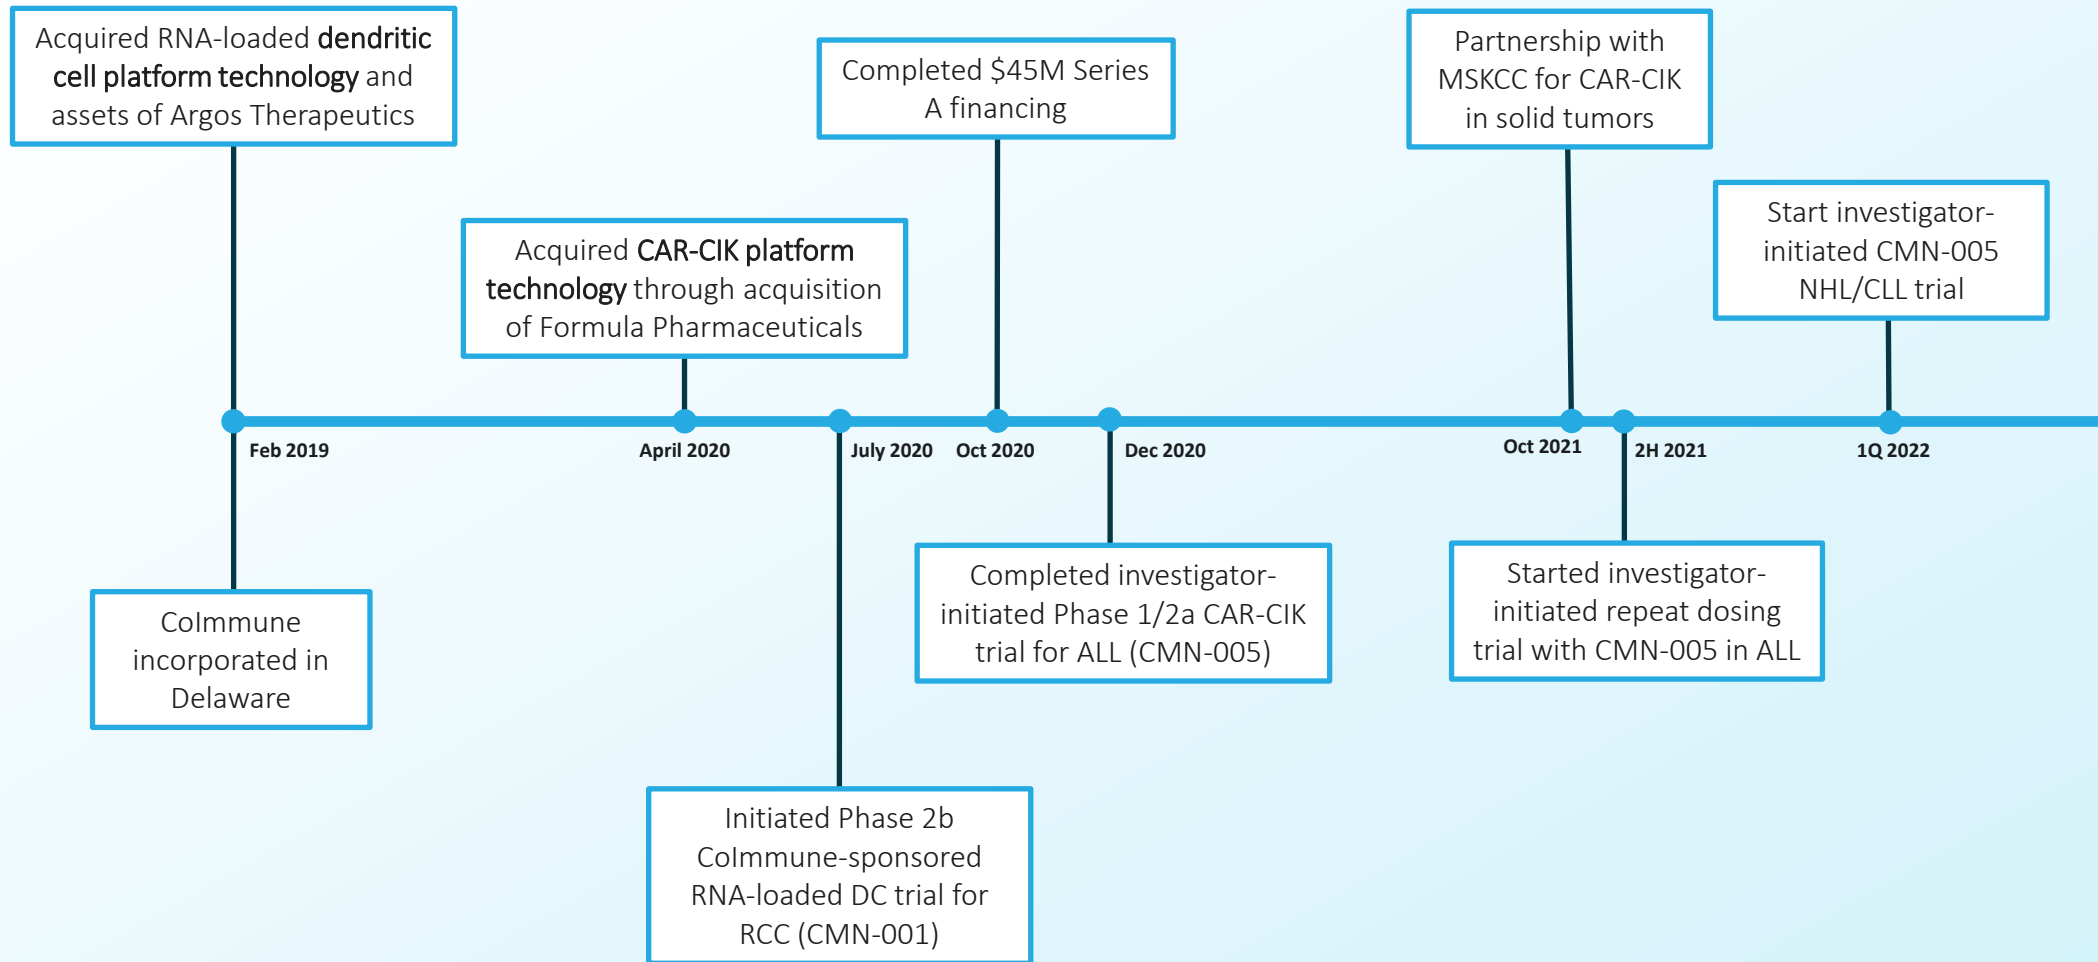 Acquired RNA-loaded dendritic
cell platform technology and
assets of Argos Therapeutics
Completed $45M Series
A financing
Partnership with
MSKCC for CAR-CIK
in solid tumors
Acquired CAR-CIK platform
technology through acquisition
of Formula Pharmaceuticals
Start investigator-
initiated CMN-005
NHL/CLL trial
Feb 2019
April 2020
July 2020
Oct 2020
Dec 2020
Oct 2021
2H 2021
1Q 2022
CoImmune
incorporated in
Delaware
Completed investigator-
initiated Phase 1/2a CAR-CIK
trial for ALL (CMN-005)
Started investigator-
initiated repeat dosing
trial with CMN-005 in ALL
Initiated Phase 2b
CoImmune-sponsored
RNA-loaded DC trial for
RCC (CMN-001)